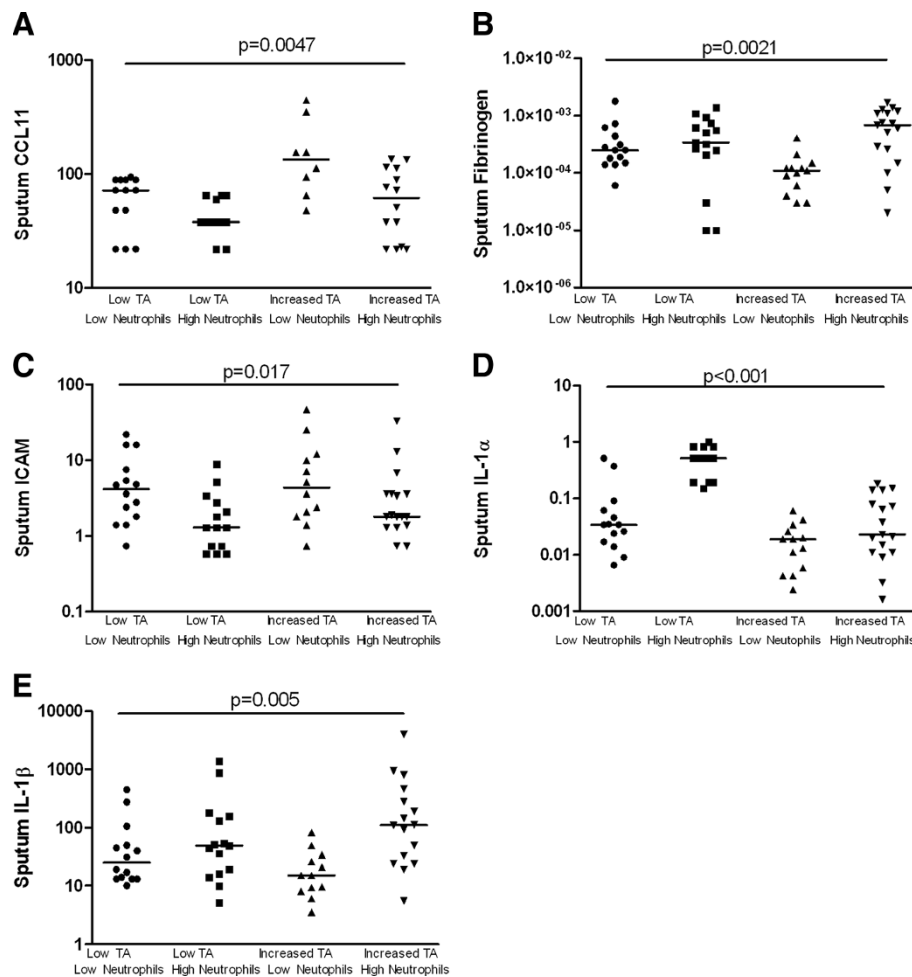 A
p=0.0047
Sputum CCL11
1000
100
10
Low TA
Low Neutrophils
Low TA
High Neutrophils
Increased TA
Low Neutophils
Increased TA
High Neutrophils
B
p=0.0021
Sputum Fibrinogen
1.0×10-02
1.0×10-03
1.0×10-04
1.0×10-05
1.0×10-06
Low TA
Low Neutrophils
Low TA
High Neutrophils
Increased TA
Low Neutophils
Increased TA
High Neutrophils
C
p=0.017
Sputum ICAM
100
10
1
0.1
Low TA
Low Neutrophils
Low TA
High Neutrophils
Increased TA
Low Neutophils
Increased TA
High Neutrophils
D
p<0.001
Sputum IL-1α
10
1
0.1
0.01
0.001
Low TA
Low Neutrophils
Low TA
High Neutrophils
Increased TA
Low Neutophils
Increased TA
High Neutrophils
E
p=0.005
Sputum IL-1β
10000
1000
100
10
1
Low TA
Low Neutrophils
Low TA
High Neutrophils
Increased TA
Low Neutrophils
Increased TA
High Neutrophils